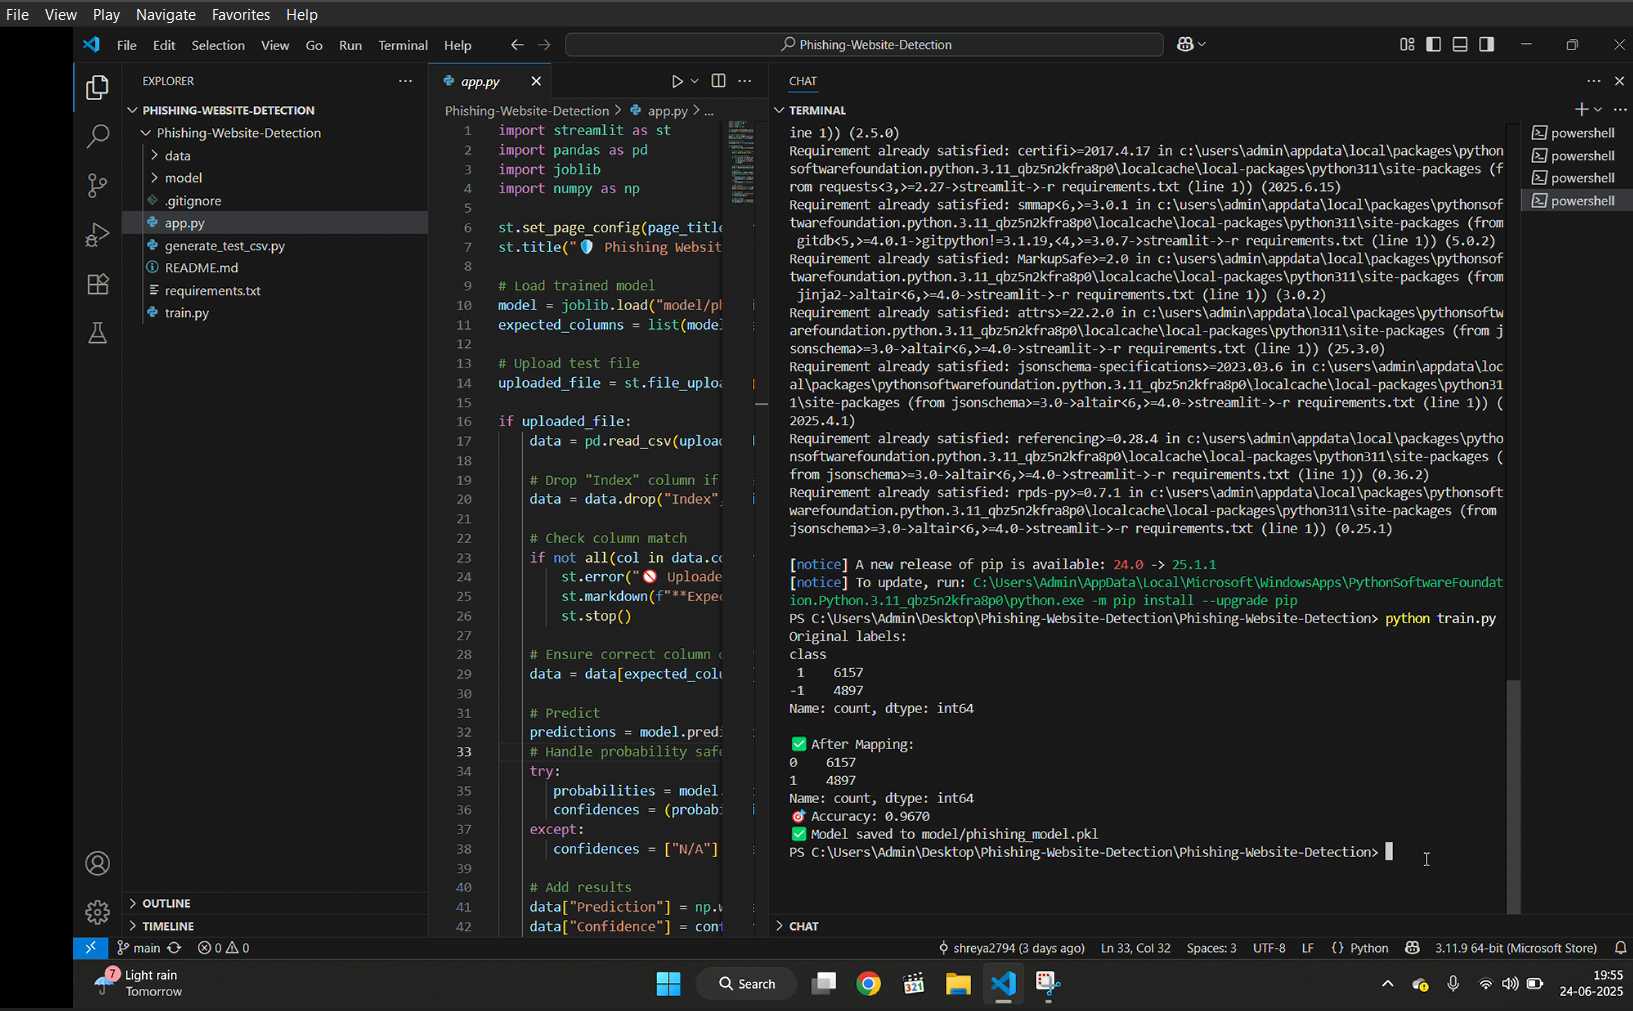 File View Play Navigate Favorites Help
File Edit Selection View Go Run Terminal Help
Phishing-Website-Detection
EXPLORER
PHISHING-WEBSITE-DETECTION
Phishing-Website-Detection
data
model
.gitignore
app.py
generate_test_csv.py
README.md
requirements.txt
train.py
OUTLINE
TIMELINE
app.py
Phishing-Website-Detection > app.py > ...
1 import streamlit as st
2 import pandas as pd
3 import joblib
4 import numpy as np
5
6 st.set_page_config(page_title
7 st.title("🛡️ Phishing Websit
8
9 # Load trained model
10 model = joblib.load("model/ph
11 expected_columns = list(mode
12
13 # Upload test file
14 uploaded_file = st.file_uploa
15
16 if uploaded_file:
17 data = pd.read_csv(uploa
18
19 # Drop "Index" column if
20 data = data.drop("Index",
21
22 # Check column match
23 if not all(col in data.co
24 st.error("🚫 Uploade
25 st.markdown(f"**Expec
26 st.stop()
27
28 # Ensure correct column o
29 data = data[expected_colu
30
31 # Predict
32 predictions = model.predi
33 # Handle probability safe
34 try:
35 probabilities = model.
36 confidences = (probabi
37 except:
38 confidences = ["N/A"]
39
40 # Add results
41 data["Prediction"] = np.w
42 data["Confidence"] = conf
CHAT
TERMINAL
ine 1)) (2.5.0)
Requirement already satisfied: certifi>=2017.4.17 in c:\users\admin\appdata\local\packages\python
softwarefoundation.python.3.11_qbz5n2kfra8p0\localcache\local-packages\python311\site-packages (f
rom requests<3,>=2.27->streamlit->-r requirements.txt (line 1)) (2025.6.15)
Requirement already satisfied: smmap<6,>=3.0.1 in c:\users\admin\appdata\local\packages\pythonsof
twarefoundation.python.3.11_qbz5n2kfra8p0\localcache\local-packages\python311\site-packages (from
gitdb<5,>=4.0.1->gitpython!=3.1.19,<4,>=3.0.7->streamlit->-r requirements.txt (line 1)) (5.0.2)
Requirement already satisfied: MarkupSafe>=2.0 in c:\users\admin\appdata\local\packages\pythonsof
twarefoundation.python.3.11_qbz5n2kfra8p0\localcache\local-packages\python311\site-packages (from
jinja2->altair<6,>=4.0->streamlit->-r requirements.txt (line 1)) (3.0.2)
Requirement already satisfied: attrs>=22.2.0 in c:\users\admin\appdata\local\packages\pythonsoftw
arefoundation.python.3.11_qbz5n2kfra8p0\localcache\local-packages\python311\site-packages (from j
sonschema>=3.0->altair<6,>=4.0->streamlit->-r requirements.txt (line 1)) (25.3.0)
Requirement already satisfied: jsonschema-specifications>=2023.03.6 in c:\users\admin\appdata\loc
al\packages\pythonsoftwarefoundation.python.3.11_qbz5n2kfra8p0\localcache\local-packages\python31
1\site-packages (from jsonschema>=3.0->altair<6,>=4.0->streamlit->-r requirements.txt (line 1)) (
2025.4.1)
Requirement already satisfied: referencing>=0.28.4 in c:\users\admin\appdata\local\packages\pytho
nsoftwarefoundation.python.3.11_qbz5n2kfra8p0\localcache\local-packages\python311\site-packages (
from jsonschema>=3.0->altair<6,>=4.0->streamlit->-r requirements.txt (line 1)) (0.36.2)
Requirement already satisfied: rpds-py>=0.7.1 in c:\users\admin\appdata\local\packages\pythonsoft
warefoundation.python.3.11_qbz5n2kfra8p0\localcache\local-packages\python311\site-packages (from
jsonschema>=3.0->altair<6,>=4.0->streamlit->-r requirements.txt (line 1)) (0.25.1)
[notice] A new release of pip is available: 24.0 -> 25.1.1
[notice] To update, run: C:\Users\Admin\AppData\Local\Microsoft\WindowsApps\PythonSoftwareFoundat
ion.Python.3.11_qbz5n2kfra8p0\python.exe -m pip install --upgrade pip
PS C:\Users\Admin\Desktop\Phishing-Website-Detection\Phishing-Website-Detection> python train.py
Original labels:
class
1 6157
-1 4897
Name: count, dtype: int64
✅ After Mapping:
0 6157
1 4897
Name: count, dtype: int64
🎯 Accuracy: 0.9670
✅ Model saved to model/phishing_model.pkl
PS C:\Users\Admin\Desktop\Phishing-Website-Detection\Phishing-Website-Detection>
powershell
powershell
powershell
powershell
CHAT
main 0 0 shreya2794 (3 days ago) Ln 33, Col 32 Spaces: 3 UTF-8 LF {} Python 3.11.9 64-bit (Microsoft Store)
7
Light rain
Tomorrow
Search
321
19:55
24-06-2025